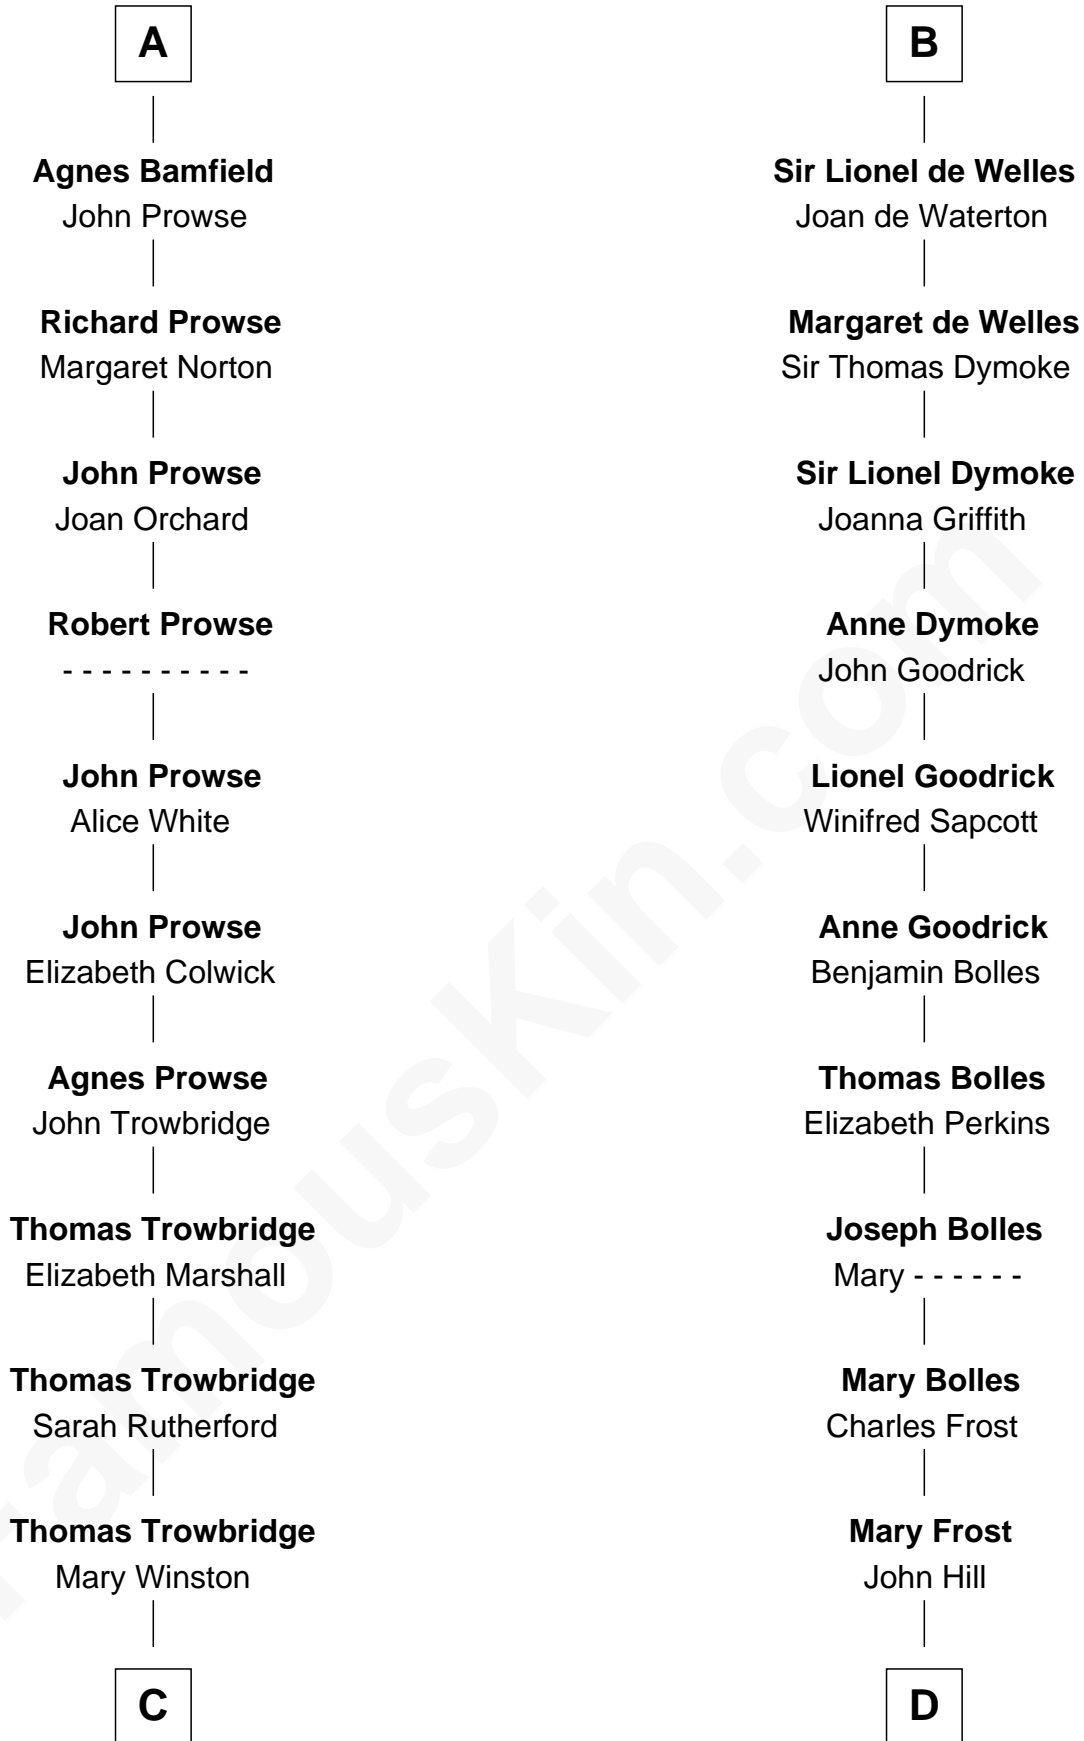 A
Agnes Bamfield
John Prowse
Richard Prowse
Margaret Norton
John Prowse
Joan Orchard
Robert Prowse
- - - - - - - - - -
John Prowse
Alice White
John Prowse
Elizabeth Colwick
Agnes Prowse
John Trowbridge
Thomas Trowbridge
Elizabeth Marshall
Thomas Trowbridge
Sarah Rutherford
Thomas Trowbridge
Mary Winston
C
B
Sir Lionel de Welles
Joan de Waterton
Margaret de Welles
Sir Thomas Dymoke
Sir Lionel Dymoke
Joanna Griffith
Anne Dymoke
John Goodrick
Lionel Goodrick
Winifred Sapcott
Anne Goodrick
Benjamin Bolles
Thomas Bolles
Elizabeth Perkins
Joseph Bolles
Mary - - - - - -
Mary Bolles
Charles Frost
Mary Frost
John Hill
D
FamousKin.com